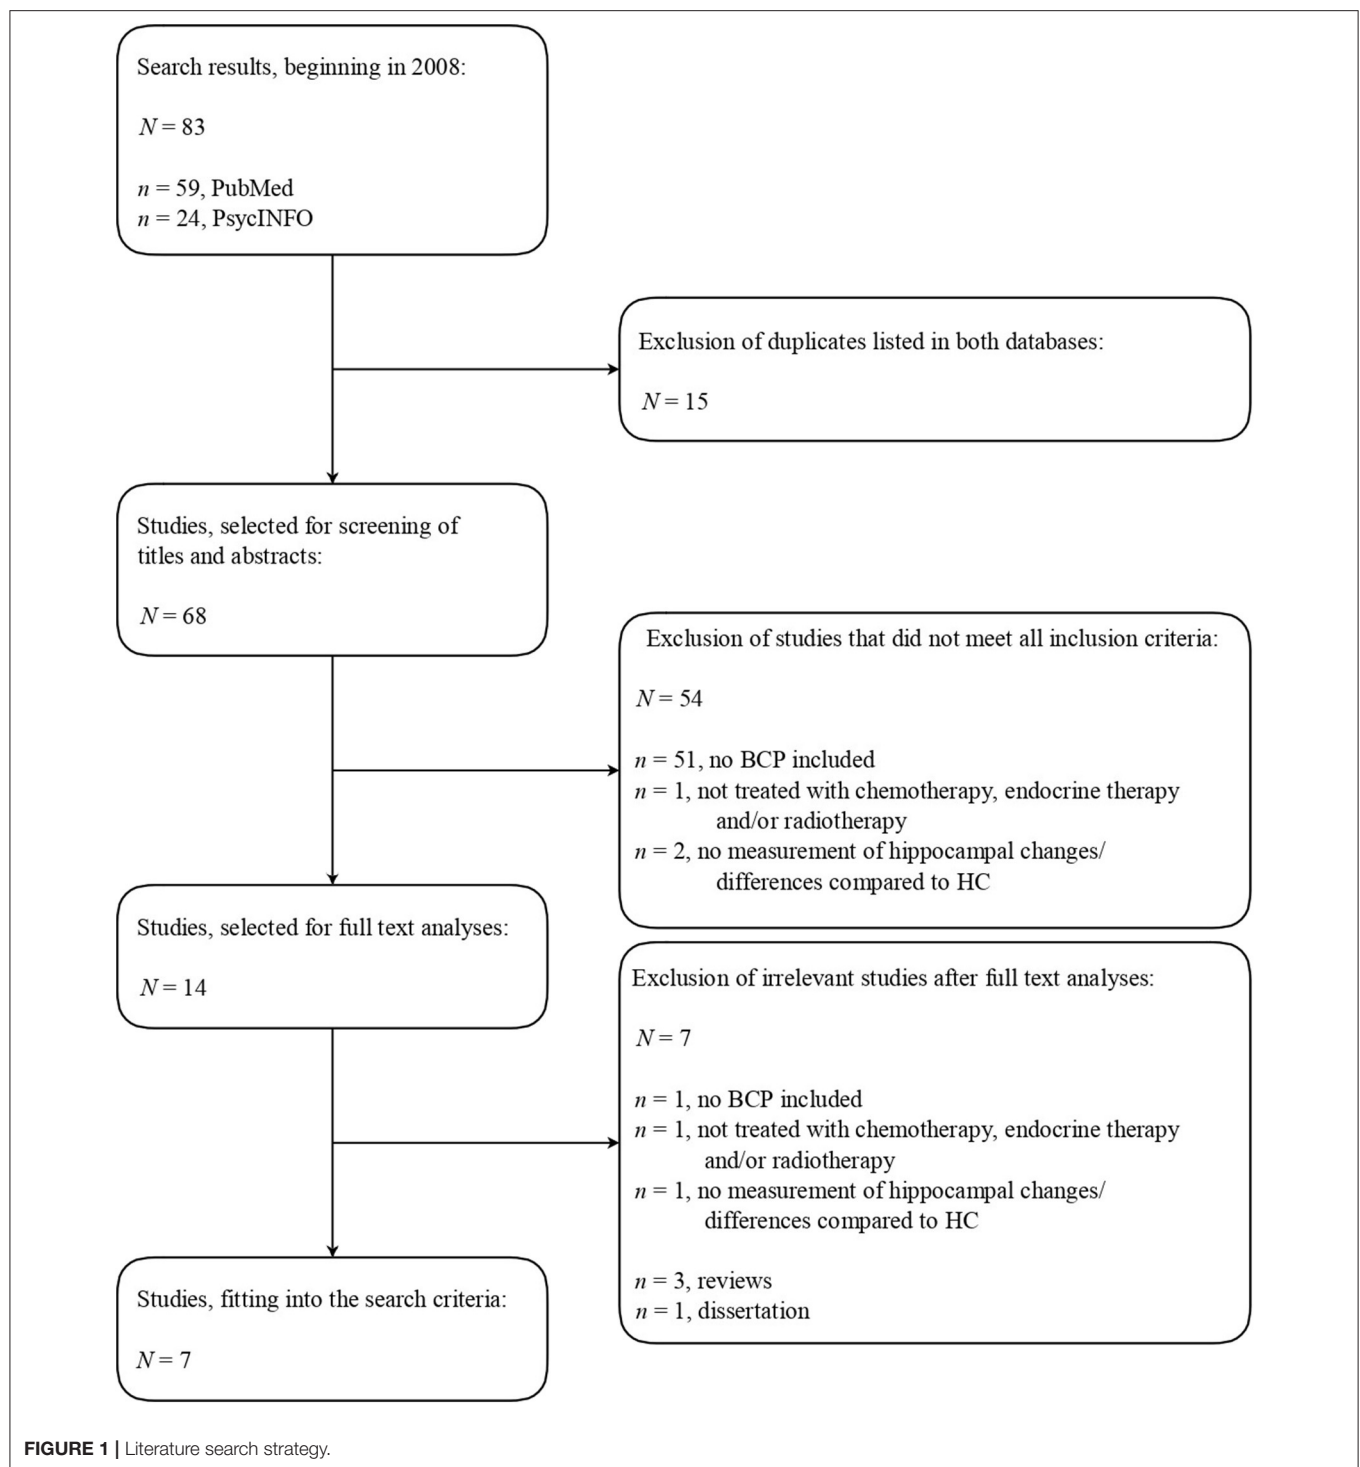 Search results, beginning in 2008:
N = 83
n = 59, PubMed
n = 24, PsycINFO
Exclusion of duplicates listed in both databases:
N = 15
Studies, selected for screening of
titles and abstracts:
N = 68
Exclusion of studies that did not meet all inclusion criteria:
N = 54
n = 51, no BCP included
n = 1, not treated with chemotherapy, endocrine therapy
and/or radiotherapy
n = 2, no measurement of hippocampal changes/
differences compared to HC
Studies, selected for full text analyses:
N = 14
Exclusion of irrelevant studies after full text analyses:
N = 7
n = 1, no BCP included
n = 1, not treated with chemotherapy, endocrine therapy
and/or radiotherapy
n = 1, no measurement of hippocampal changes/
differences compared to HC
n = 3, reviews
n = 1, dissertation
Studies, fitting into the search criteria:
N = 7
FIGURE 1 | Literature search strategy.